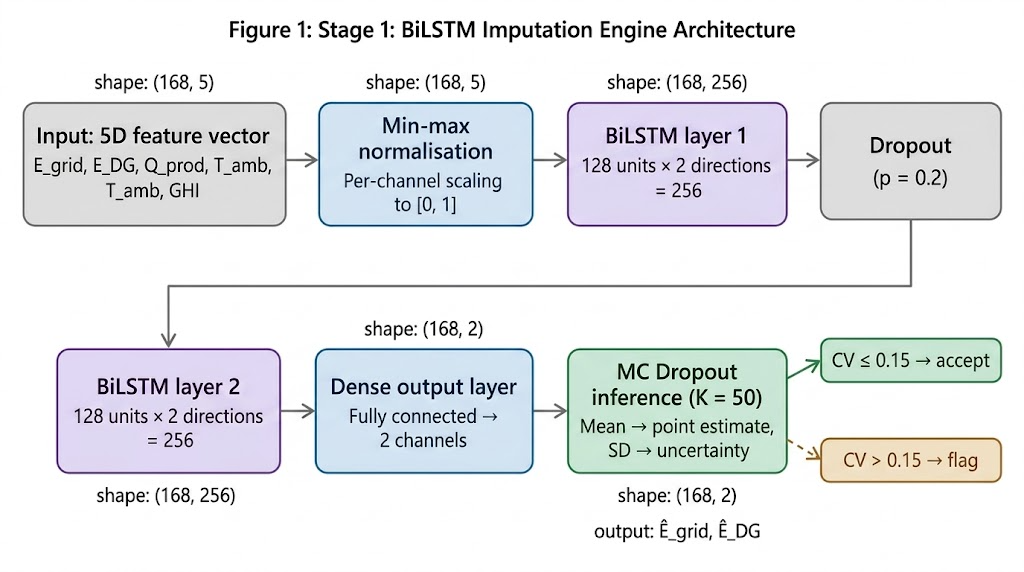 Figure 1: Stage 1: BiLSTM Imputation Engine Architecture
shape: (168, 5)
Input: 5D feature vector
E_grid, E_DG, Q_prod, T_amb,
T_amb, GHI
shape: (168, 5)
Min-max
normalisation
Per-channel scaling
to [0, 1]
shape: (168, 256)
BiLSTM layer 1
128 units × 2 directions
= 256
Dropout
(p = 0.2)
BiLSTM layer 2
128 units × 2 directions
= 256
shape: (168, 256)
shape: (168, 2)
Dense output layer
Fully connected →
2 channels
MC Dropout
inference (K = 50)
Mean → point estimate,
SD → uncertainty
shape: (168, 2)
output: Ê_grid, Ê_DG
CV ≤ 0.15 → accept
CV > 0.15 → flag